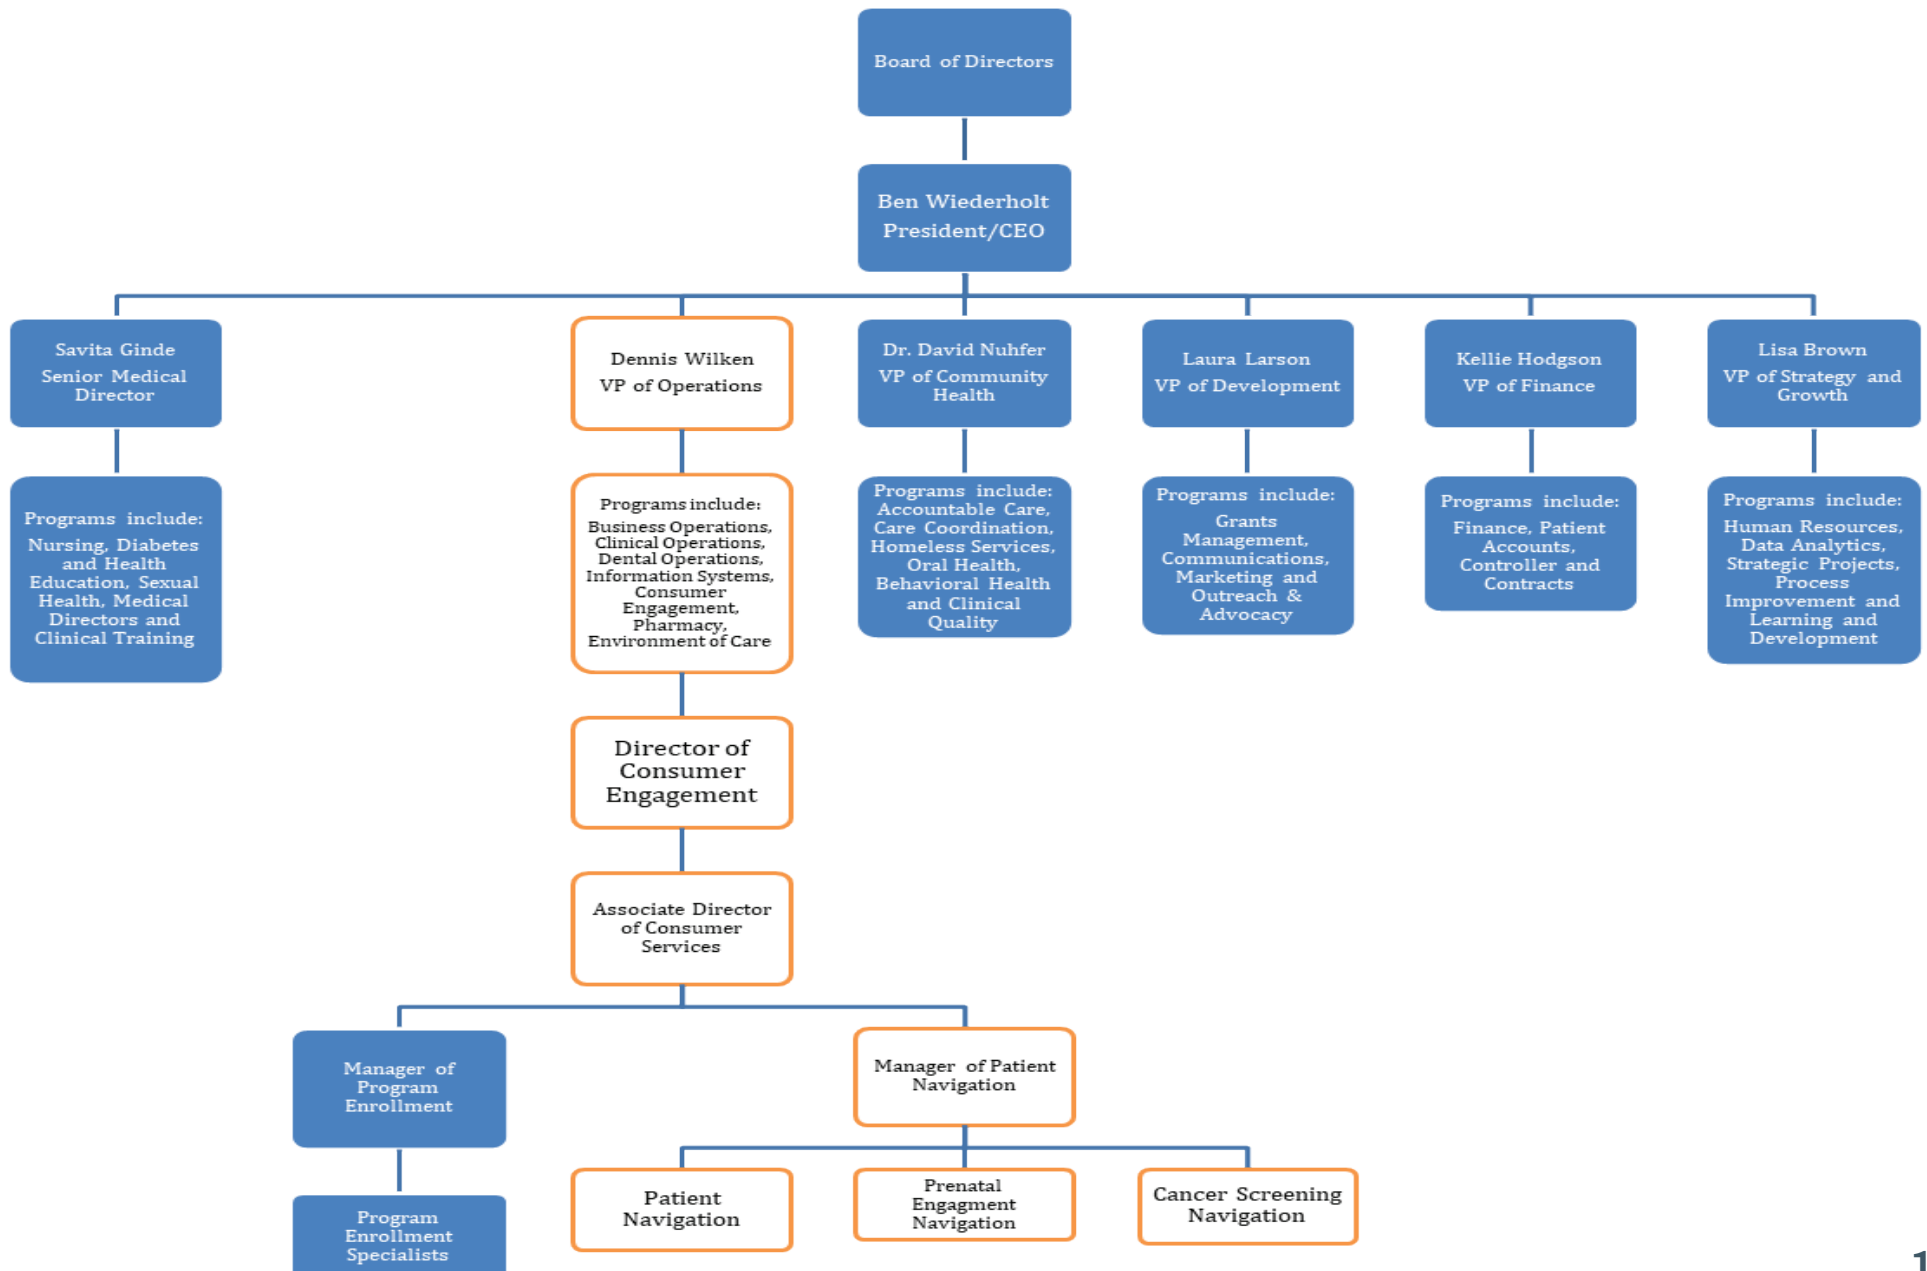 Board of Directors
Ben Wiederholt
President/CEO
Savita Ginde
Senior Medical
Director
Dennis Wilken
VP of Operations
Dr. David Nuhfer
VP of Community
Health
Laura Larson
VP of Development
Kellie Hodgson
VP of Finance
Lisa Brown
VP of Strategy and
Growth
Programs include:
Nursing, Diabetes
and Health
Education, Sexual
Health, Medical
Directors and
Clinical Training
Programs include:
Business Operations,
Clinical Operations,
Dental Operations,
Information Systems,
Consumer
Engagement,
Pharmacy,
Environment of Care
Programs include:
Accountable Care,
Care Coordination,
Homeless Services,
Oral Health,
Behavioral Health
and Clinical
Quality
Programs include:
Grants
Management,
Communications,
Marketing and
Outreach &
Advocacy
Programs include:
Finance, Patient
Accounts,
Controller and
Contracts
Programs include:
Human Resources,
Data Analytics,
Strategic Projects,
Process
Improvement and
Learning and
Development
Director of
Consumer
Engagement
Associate Director
of Consumer
Services
Manager of
Program
Enrollment
Manager of Patient
Navigation
Program
Enrollment
Specialists
Patient
Navigation
Prenatal
Engagment
Navigation
Cancer Screening
Navigation
1